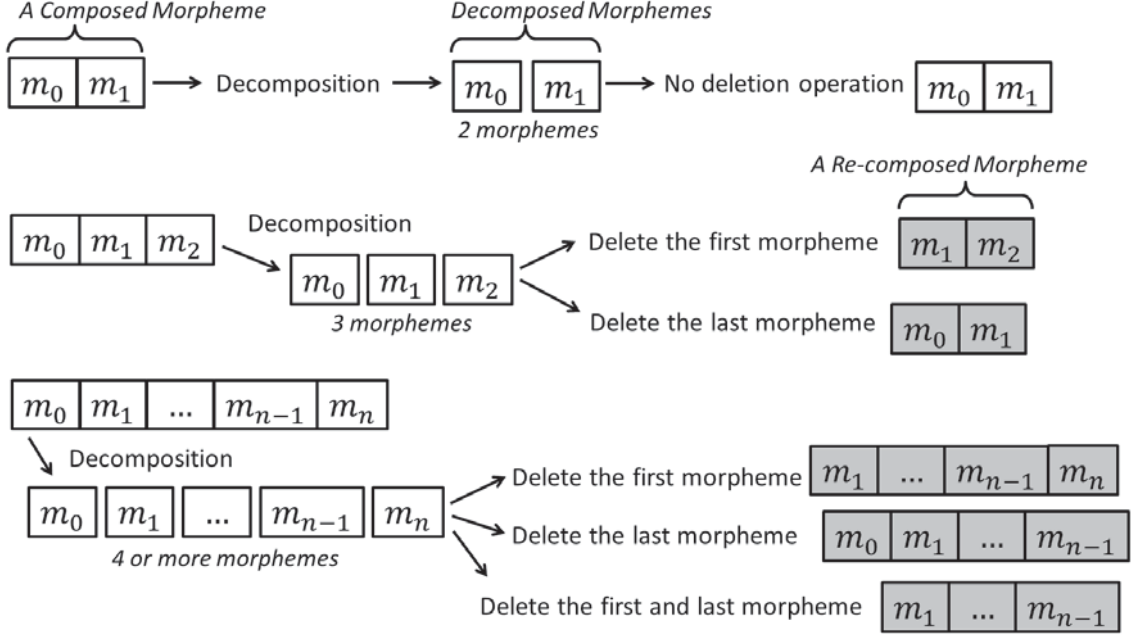 A Composed Morpheme
Decomposed Morphemes
m₀ m₁ Decomposition m₀ m₁ No deletion operation m₀ m₁
2 morphemes
A Re-composed Morpheme
m₀ m₁ m₂
Decomposition
m₀ m₁ m₂
3 morphemes
Delete the first morpheme m₁ m₂
Delete the last morpheme m₀ m₁
m₀ m₁ ... mₙ₋₁ mₙ
Decomposition
m₀ m₁ ... mₙ₋₁ mₙ
4 or more morphemes
Delete the first morpheme m₁ ... mₙ₋₁ mₙ
Delete the last morpheme m₀ m₁ ... mₙ₋₁
Delete the first and last morpheme m₁ ... mₙ₋₁